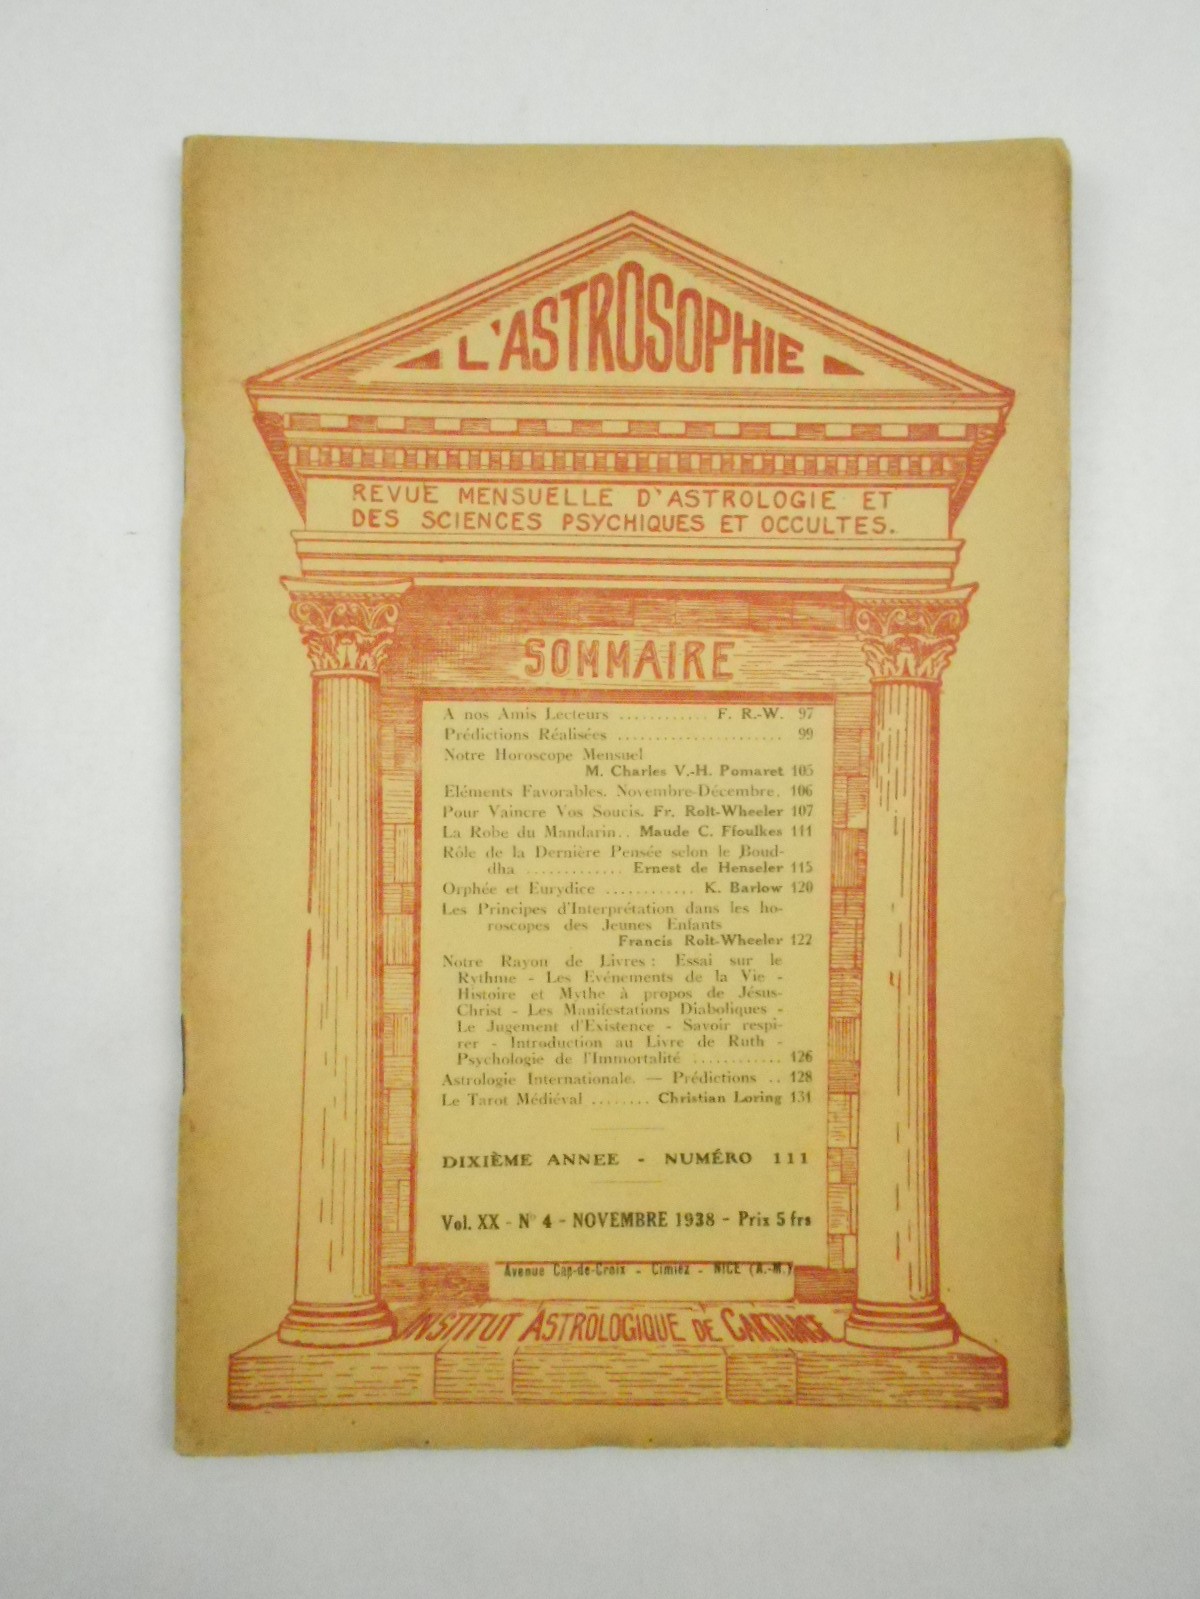 L'ASTROSOPHIE
REVUE MENSUELLE D'ASTROLOGIE ET
DES SCIENCES PSYCHIQUES ET OCCULTES.
SOMMAIRE
A nos Amis Lecteurs ............ F. R.-W. 97
Prédictions Réalisées ...................... 99
Notre Horoscope Mensuel
M. Charles V.-H. Pomaret 105
Eléments Favorables. Novembre-Décembre. 106
Pour Vaincre Vos Soucis. Fr. Rolt-Wheeler 107
La Robe du Mandarin.. Maude C. Ffoulkes 111
Rôle de la Dernière Pensée selon le Boud-
dha ............. Ernest de Henseler 115
Orphée et Eurydice ............ K. Barlow 120
Les Principes d'Interprétation dans les ho-
roscopes des Jeunes Enfants
Francis Rolt-Wheeler 122
Notre Rayon de Livres : Essai sur le
Rythme - Les Evénements de la Vie -
Histoire et Mythe à propos de Jésus-
Christ - Les Manifestations Diaboliques -
Le Jugement d'Existence - Savoir respi-
rer - Introduction au Livre de Ruth -
Psychologie de l'Immortalité ............ 126
Astrologie Internationale. — Prédictions .. 128
Le Tarot Médiéval ........ Christian Loring 131
DIXIÈME ANNEE - NUMÉRO 111
Vol. XX - N° 4 - NOVEMBRE 1938 - Prix 5 frs
Avenue Cap-de-Croix - Cimiez - NICE (A.-M.)
INSTITUT ASTROLOGIQUE DE CARTHAGE